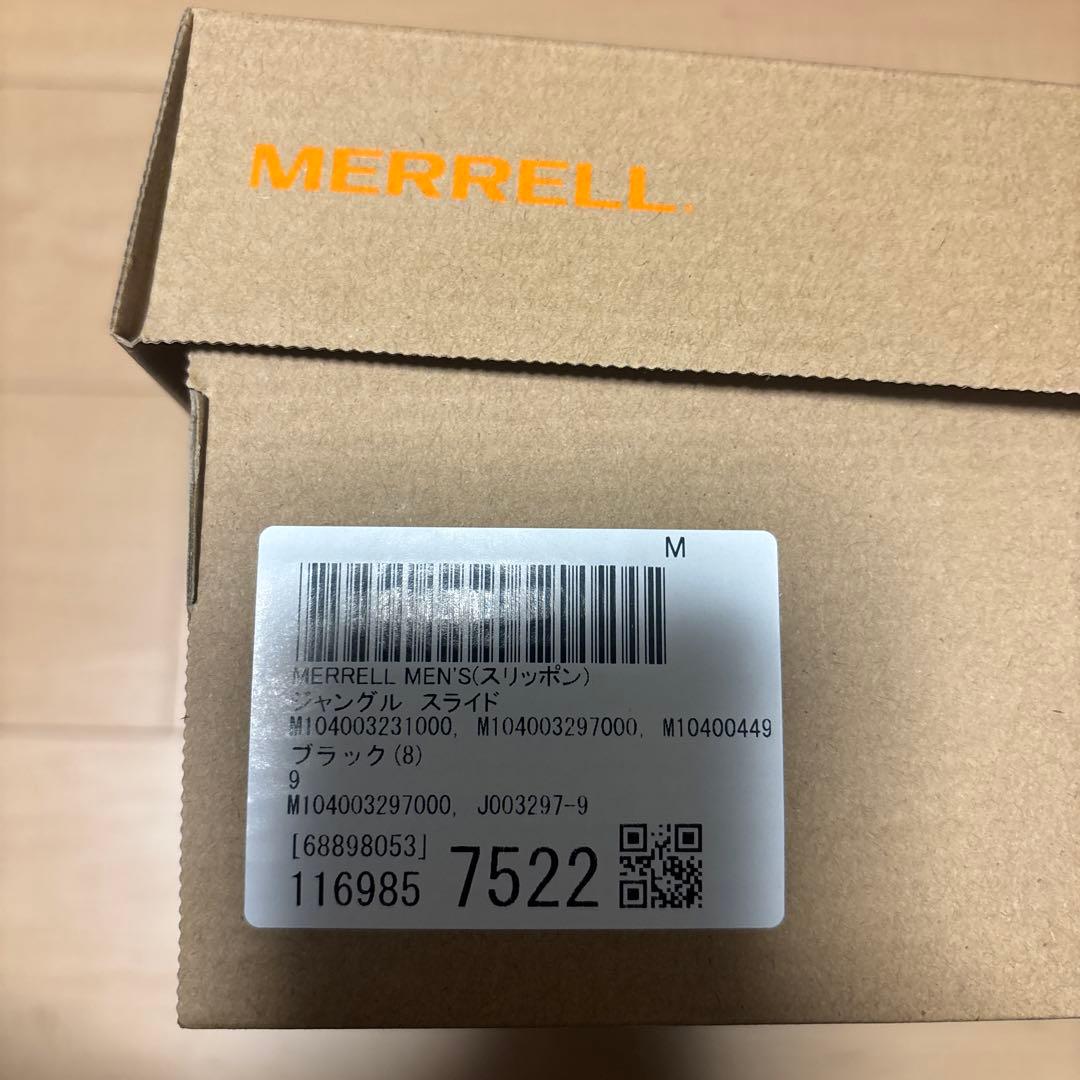 MERRELL
M
MERRELL MEN'S(スリッポン)
ジャングル スライド
M104003231000, M104003297000, M10400449
ブラック(8)
9
M104003297000, J003297-9
[68898053]
116985 7522